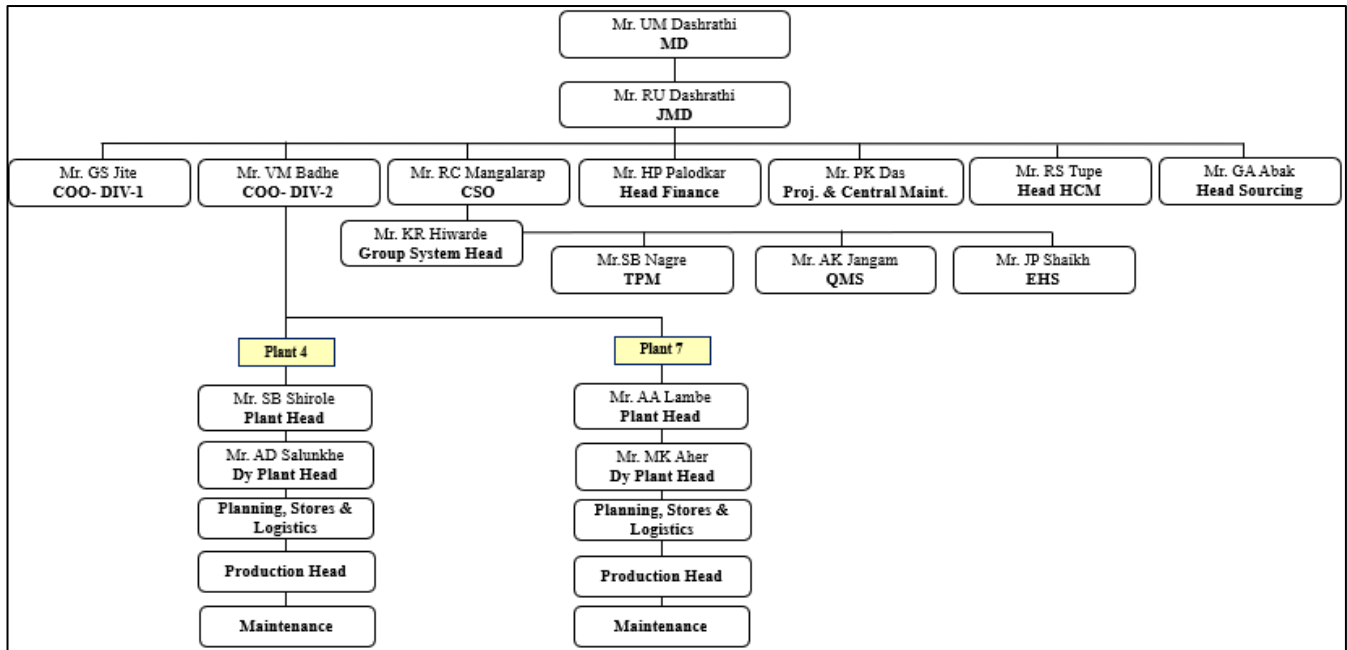 Mr. UM Dashrathi
MD
Mr. RU Dashrathi
JMD
Mr. GS Jite
COO- DIV-1
Mr. VM Badhe
COO- DIV-2
Mr. RC Mangalarap
CSO
Mr. HP Palodkar
Head Finance
Mr. PK Das
Proj. & Central Maint.
Mr. RS Tupe
Head HCM
Mr. GA Abak
Head Sourcing
Mr. KR Hiwarde
Group System Head
Mr.SB Nagre
TPM
Mr. AK Jangam
QMS
Mr. JP Shaikh
EHS
Plant 4
Mr. SB Shirole
Plant Head
Mr. AD Salunkhe
Dy Plant Head
Planning, Stores &
Logistics
Production Head
Maintenance
Plant 7
Mr. AA Lambe
Plant Head
Mr. MK Aher
Dy Plant Head
Planning, Stores &
Logistics
Production Head
Maintenance